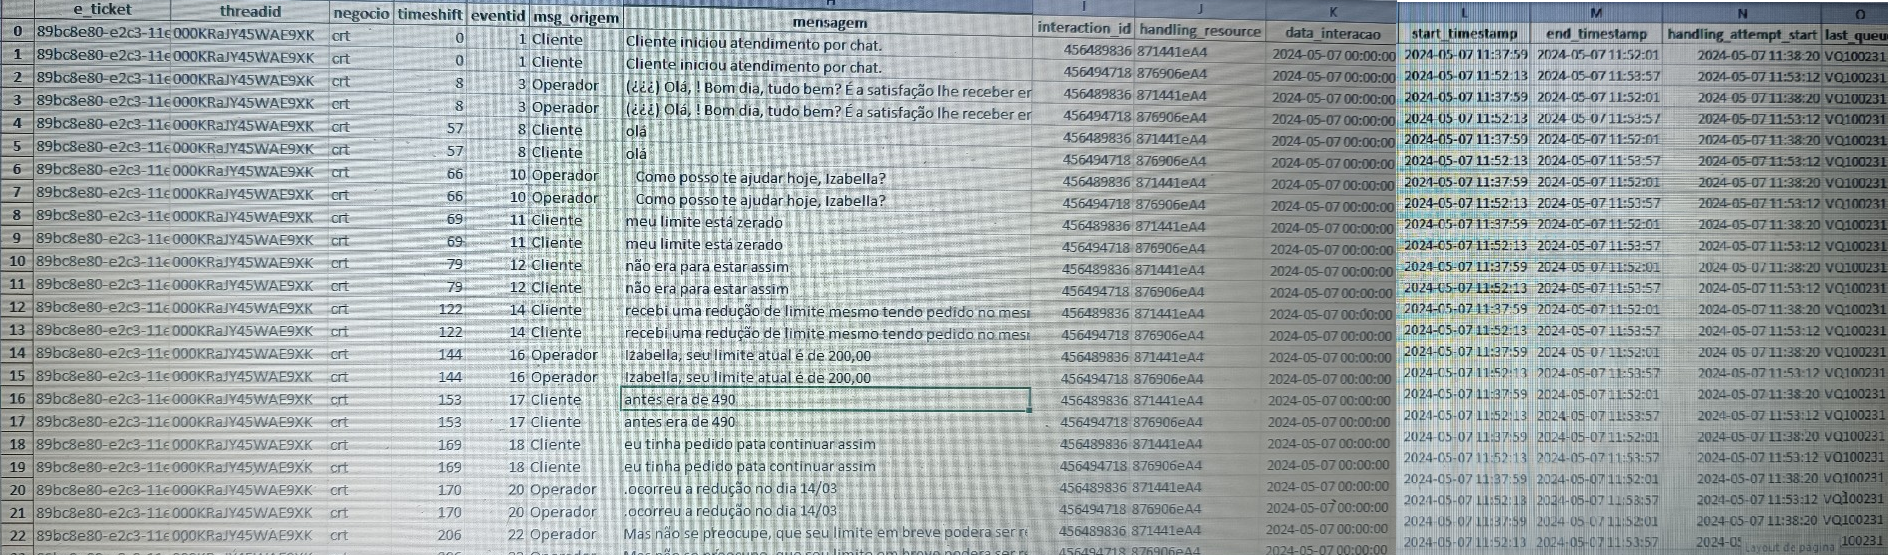 e_ticket threadid negocio timeshift eventid msg_origem mensagem interaction_id handling_resource data_interacao start_timestamp end_timestamp handling_attempt_start last_queu
H I J K L M N O
0 89bc8e80-e2c3-11e 000KRaJY45WAE9XK crt 0 1 Cliente Cliente iniciou atendimento por chat. 456489836 871441eA4 2024-05-07 00:00:00 2024-05-07 11:37:59 2024-05-07 11:52:01 2024-05-07 11:38:20 VQ100231
1 89bc8e80-e2c3-11e 000KRaJY45WAE9XK crt 0 1 Cliente Cliente iniciou atendimento por chat. 456494718 876906eA4 2024-05-07 00:00:00 2024-05-07 11:52:13 2024-05-07 11:53:57 2024-05-07 11:53:12 VQ100231
2 89bc8e80-e2c3-11e 000KRaJY45WAE9XK crt 8 3 Operador (¿¿¿) Olá, ! Bom dia, tudo bem? É a satisfação lhe receber er 456489836 871441eA4 2024-05-07 00:00:00 2024-05-07 11:37:59 2024-05-07 11:52:01 2024-05-07 11:38:20 VQ100231
3 89bc8e80-e2c3-11e 000KRaJY45WAE9XK crt 8 3 Operador (¿¿¿) Olá, ! Bom dia, tudo bem? É a satisfação lhe receber er 456494718 876906eA4 2024-05-07 00:00:00 2024-05-07 11:52:13 2024-05-07 11:53:57 2024-05-07 11:53:12 VQ100231
4 89bc8e80-e2c3-11e 000KRaJY45WAE9XK crt 57 8 Cliente olá 456489836 871441eA4 2024-05-07 00:00:00 2024-05-07 11:37:59 2024-05-07 11:52:01 2024-05-07 11:38:20 VQ100231
5 89bc8e80-e2c3-11e 000KRaJY45WAE9XK crt 57 8 Cliente olá 456494718 876906eA4 2024-05-07 00:00:00 2024-05-07 11:52:13 2024-05-07 11:53:57 2024-05-07 11:53:12 VQ100231
6 89bc8e80-e2c3-11e 000KRaJY45WAE9XK crt 66 10 Operador Como posso te ajudar hoje, Izabella? 456489836 871441eA4 2024-05-07 00:00:00 2024-05-07 11:37:59 2024-05-07 11:52:01 2024-05-07 11:38:20 VQ100231
7 89bc8e80-e2c3-11e 000KRaJY45WAE9XK crt 66 10 Operador Como posso te ajudar hoje, Izabella? 456494718 876906eA4 2024-05-07 00:00:00 2024-05-07 11:52:13 2024-05-07 11:53:57 2024-05-07 11:53:12 VQ100231
8 89bc8e80-e2c3-11e 000KRaJY45WAE9XK crt 69 11 Cliente meu limite está zerado 456489836 871441eA4 2024-05-07 00:00:00 2024-05-07 11:37:59 2024-05-07 11:52:01 2024-05-07 11:38:20 VQ100231
9 89bc8e80-e2c3-11e 000KRaJY45WAE9XK crt 69 11 Cliente meu limite está zerado 456494718 876906eA4 2024-05-07 00:00:00 2024-05-07 11:52:13 2024-05-07 11:53:57 2024-05-07 11:53:12 VQ100231
10 89bc8e80-e2c3-11e 000KRaJY45WAE9XK crt 79 12 Cliente não era para estar assim 456489836 871441eA4 2024-05-07 00:00:00 2024-05-07 11:37:59 2024-05-07 11:52:01 2024-05-07 11:38:20 VQ100231
11 89bc8e80-e2c3-11e 000KRaJY45WAE9XK crt 79 12 Cliente não era para estar assim 456494718 876906eA4 2024-05-07 00:00:00 2024-05-07 11:52:13 2024-05-07 11:53:57 2024-05-07 11:53:12 VQ100231
12 89bc8e80-e2c3-11e 000KRaJY45WAE9XK crt 122 14 Cliente recebi uma redução de limite mesmo tendo pedido no mesr 456489836 871441eA4 2024-05-07 00:00:00 2024-05-07 11:37:59 2024-05-07 11:52:01 2024-05-07 11:38:20 VQ100231
13 89bc8e80-e2c3-11e 000KRaJY45WAE9XK crt 122 14 Cliente recebi uma redução de limite mesmo tendo pedido no mesr 456494718 876906eA4 2024-05-07 00:00:00 2024-05-07 11:52:13 2024-05-07 11:53:57 2024-05-07 11:53:12 VQ100231
14 89bc8e80-e2c3-11e 000KRaJY45WAE9XK crt 144 16 Operador Izabella, seu limite atual é de 200,00 456489836 871441eA4 2024-05-07 00:00:00 2024-05-07 11:37:59 2024-05-07 11:52:01 2024-05-07 11:38:20 VQ100231
15 89bc8e80-e2c3-11e 000KRaJY45WAE9XK crt 144 16 Operador Izabella, seu limite atual é de 200,00 456494718 876906eA4 2024-05-07 00:00:00 2024-05-07 11:52:13 2024-05-07 11:53:57 2024-05-07 11:53:12 VQ100231
16 89bc8e80-e2c3-11e 000KRaJY45WAE9XK crt 153 17 Cliente antes era de 490 456489836 871441eA4 2024-05-07 00:00:00 2024-05-07 11:37:59 2024-05-07 11:52:01 2024-05-07 11:38:20 VQ100231
17 89bc8e80-e2c3-11e 000KRaJY45WAE9XK crt 153 17 Cliente antes era de 490 456494718 876906eA4 2024-05-07 00:00:00 2024-05-07 11:52:13 2024-05-07 11:53:57 2024-05-07 11:53:12 VQ100231
18 89bc8e80-e2c3-11e 000KRaJY45WAE9XK crt 169 18 Cliente eu tinha pedido pata continuar assim 456489836 871441eA4 2024-05-07 00:00:00 2024-05-07 11:37:59 2024-05-07 11:52:01 2024-05-07 11:38:20 VQ100231
19 89bc8e80-e2c3-11e 000KRaJY45WAE9XK crt 169 18 Cliente eu tinha pedido pata continuar assim 456494718 876906eA4 2024-05-07 00:00:00 2024-05-07 11:52:13 2024-05-07 11:53:57 2024-05-07 11:53:12 VQ100231
20 89bc8e80-e2c3-11e 000KRaJY45WAE9XK crt 170 20 Operador .ocorreu a redução no dia 14/03 456489836 871441eA4 2024-05-07 00:00:00 2024-05-07 11:37:59 2024-05-07 11:52:01 2024-05-07 11:38:20 VQ100231
21 89bc8e80-e2c3-11e 000KRaJY45WAE9XK crt 170 20 Operador .ocorreu a redução no dia 14/03 456494718 876906eA4 2024-05-07 00:00:00 2024-05-07 11:52:13 2024-05-07 11:53:57 2024-05-07 11:53:12 VQ100231
22 89bc8e80-e2c3-11e 000KRaJY45WAE9XK crt 206 22 Operador Mas não se preocupe, que seu limite em breve podera ser re 456489836 871441eA4 2024-05-07 00:00:00 2024-05-07 11:37:59 2024-05-07 11:52:01 2024-05-07 11:38:20 VQ100231
456494718 876906eA4 2024-05-07 00:00:00 2024-05-07 11:52:13 2024-05-07 11:53:57 2024-05 Layout de página 100231